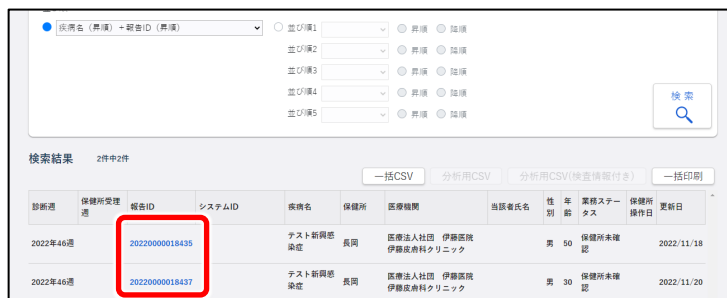 疾病名（昇順）+報告ID（昇順） 並び順1 昇順 降順
並び順2 昇順 降順
並び順3 昇順 降順
並び順4 昇順 降順
並び順5 昇順 降順
検索
検索結果 2件中2件
一括CSV 分析用CSV 分析用CSV(検査情報付き) 一括印刷
診断週 保健所受理週 報告ID システムID 疾病名 保健所 医療機関 当該者氏名 性別 年齢 業務ステータス 保健所操作日 更新日
2022年46週 20220000018435 テスト新興感染症 長岡 医療法人社団 伊藤医院 伊藤皮膚科クリニック 男 50 保健所未確認 2022/11/18
2022年46週 20220000018437 テスト新興感染症 長岡 医療法人社団 伊藤医院 伊藤皮膚科クリニック 男 30 保健所未確認 2022/11/20